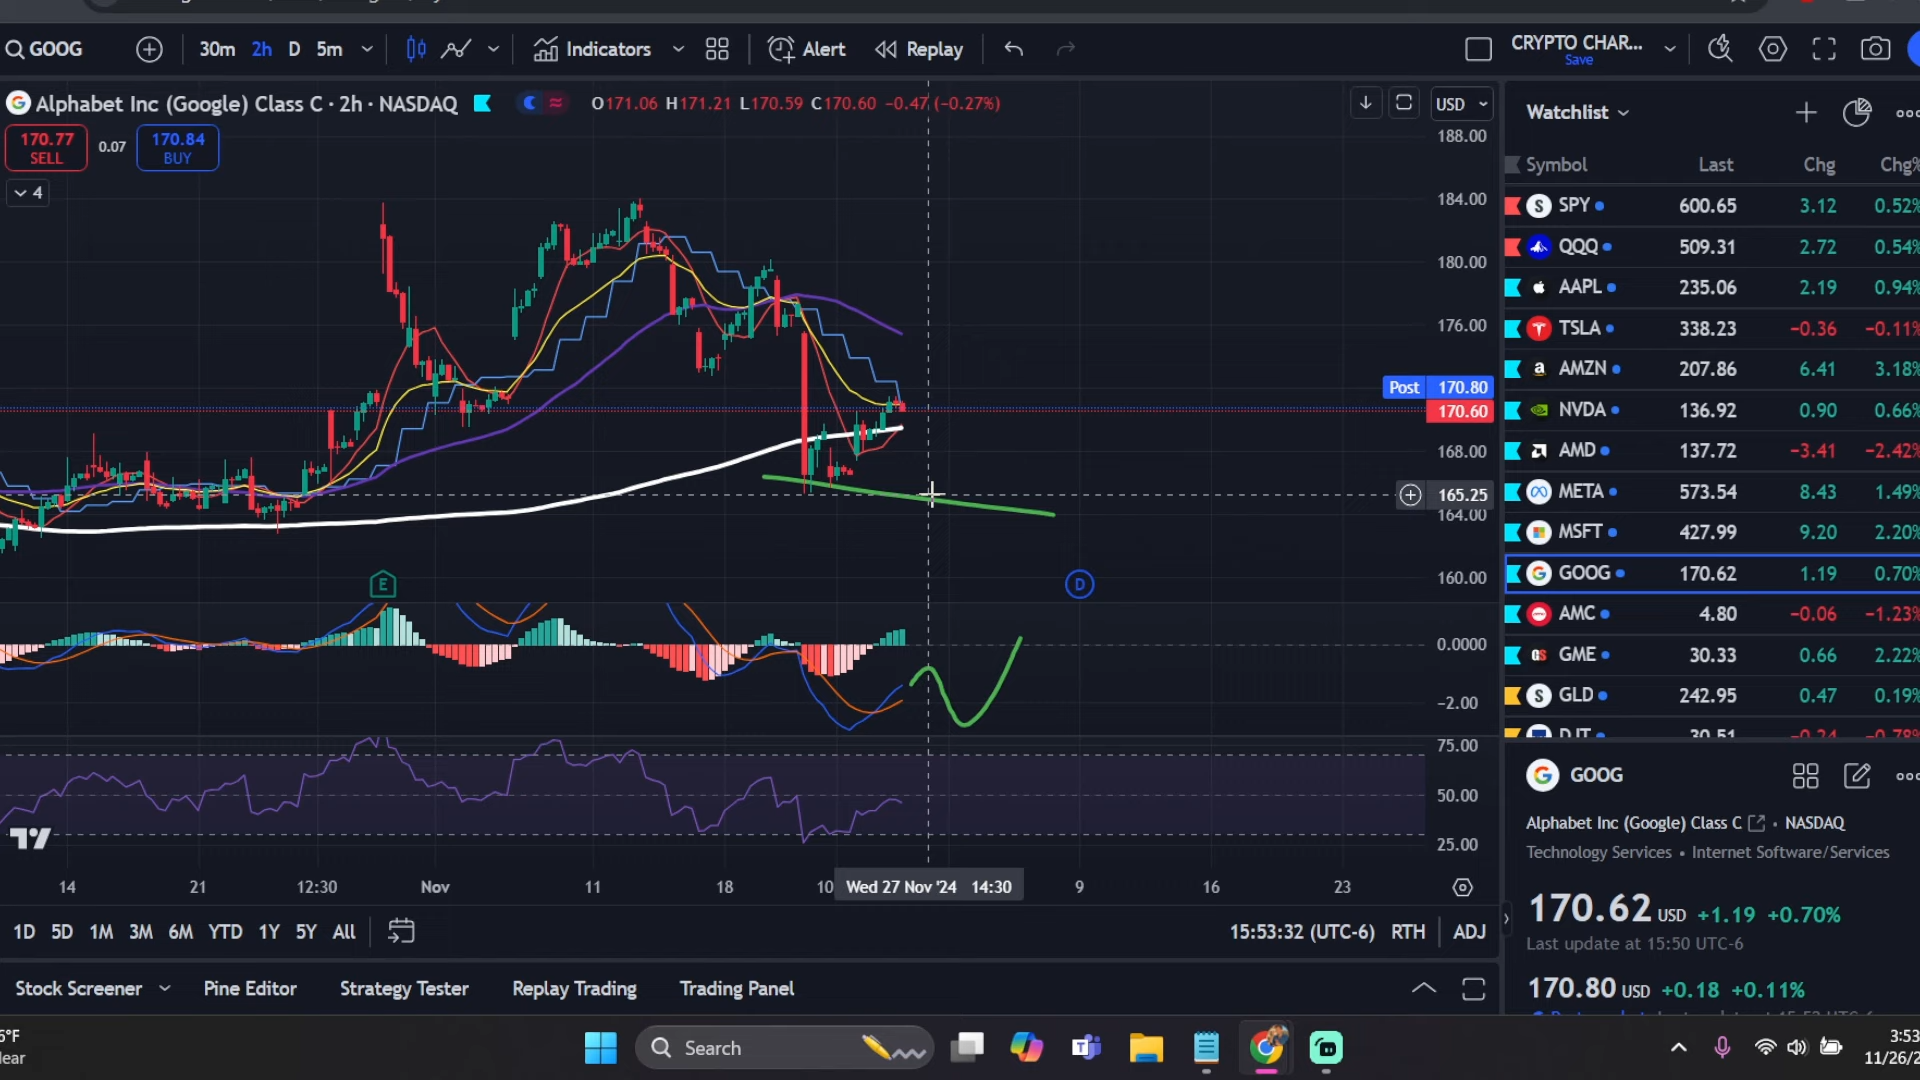 GOOG
30m 2h D 5m
Indicators
Alert
Replay
CRYPTO CHAR...
Save
Alphabet Inc (Google) Class C · 2h · NASDAQ
O171.06 H171.21 L170.59 C170.60 −0.47 (−0.27%)
USD
170.77
SELL
0.07
170.84
BUY
4
188.00
184.00
180.00
176.00
Post 170.80
170.60
168.00
165.25
164.00
160.00
E
D
0.0000
−2.00
75.00
50.00
25.00
14 21 12:30 Nov 11 18 10 Wed 27 Nov '24 14:30 9 16 23
1D 5D 1M 3M 6M YTD 1Y 5Y All
15:53:32 (UTC-6) RTH ADJ
Stock Screener
Pine Editor
Strategy Tester
Replay Trading
Trading Panel
Watchlist
Symbol Last Chg Chg%
SPY 600.65 3.12 0.52%
QQQ 509.31 2.72 0.54%
AAPL 235.06 2.19 0.94%
TSLA 338.23 −0.36 −0.11%
AMZN 207.86 6.41 3.18%
NVDA 136.92 0.90 0.66%
AMD 137.72 −3.41 −2.42%
META 573.54 8.43 1.49%
MSFT 427.99 9.20 2.20%
GOOG 170.62 1.19 0.70%
AMC 4.80 −0.06 −1.23%
GME 30.33 0.66 2.22%
GLD 242.95 0.47 0.19%
DJT 30.51 −0.24 −0.78%
GOOG
Alphabet Inc (Google) Class C · NASDAQ
Technology Services • Internet Software/Services
170.62 USD +1.19 +0.70%
Last update at 15:50 UTC-6
170.80 USD +0.18 +0.11%
Search
3:53
11/26/2